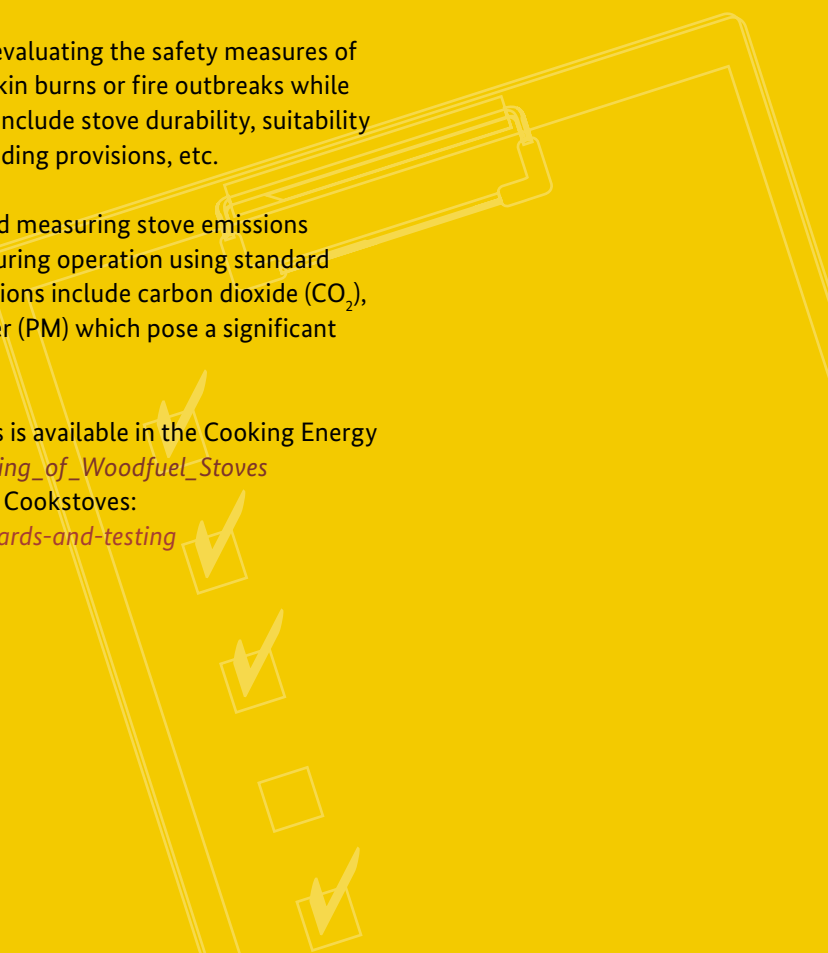 evaluating the safety measures of
kin burns or fire outbreaks while
include stove durability, suitability
ding provisions, etc.
d measuring stove emissions
uring operation using standard
ions include carbon dioxide (CO₂),
er (PM) which pose a significant
s is available in the Cooking Energy
ing_of_Woodfuel_Stoves
Cookstoves:
ards-and-testing